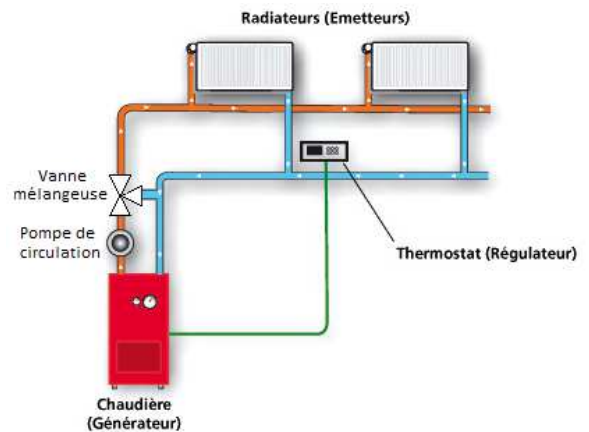 Radiateurs (Emetteurs)
Vanne
mélangeuse
Pompe de
circulation
Thermostat (Régulateur)
Chaudière
(Générateur)